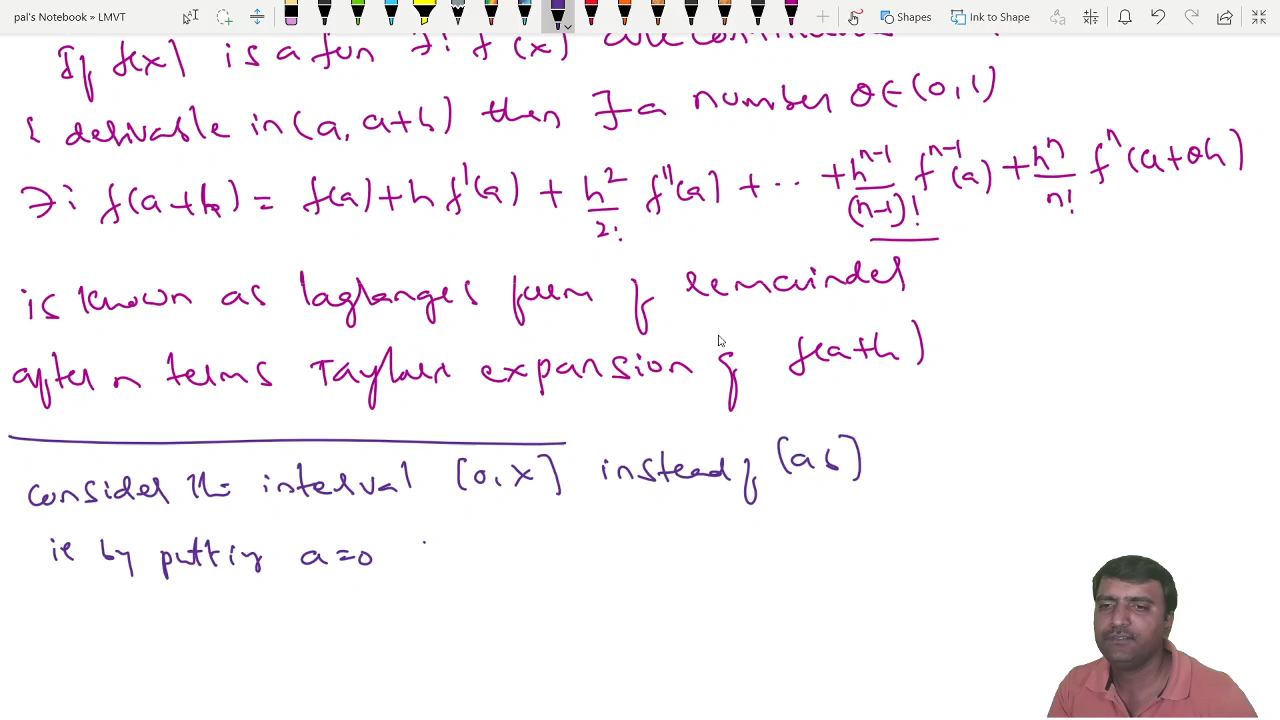 pal's Notebook » LMVT
Shapes
Ink to Shape
If f(x) is a fun ∋: f (x) are continuous
& derivable in (a, a+h) then ∃ a number θ∈(0,1)
∋: f(a+h) = f(a)+h f'(a) + h²/2! f''(a) + ·· + h^(n-1)/(n-1)! f^(n-1)(a) + h^n/n! f^n(a+θh)
is known as lagranges form of remainder
after n terms Taylors expansion of f(a+h)
consider the interval [0,x] instead of [a b]
ie by putting a=0